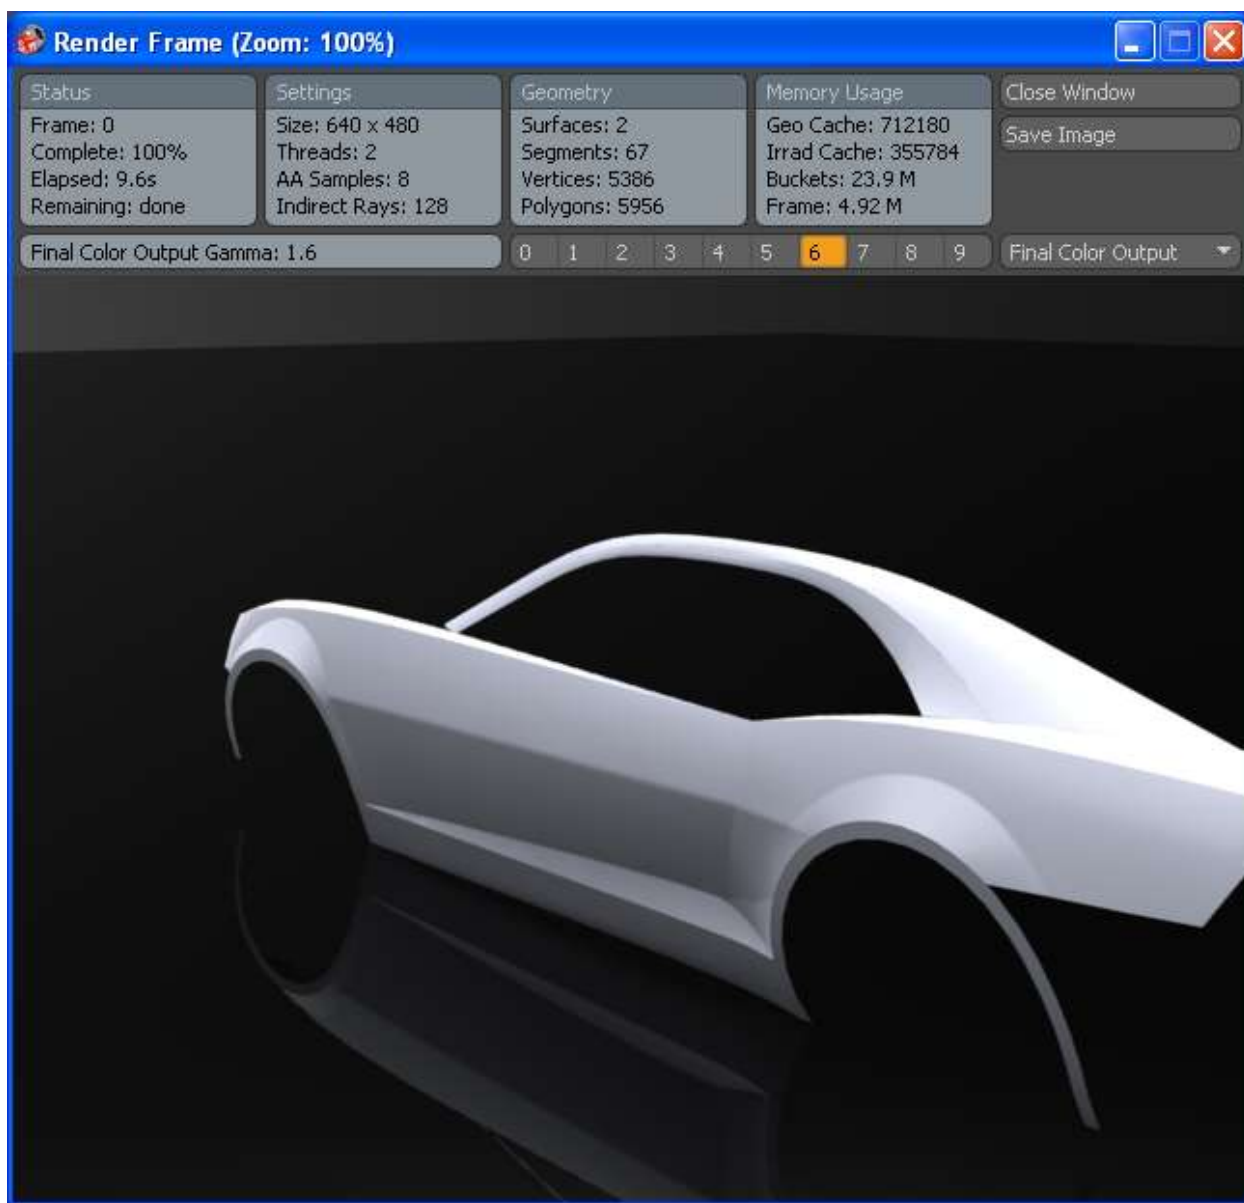 Render Frame (Zoom: 100%)
Status
Frame: 0
Complete: 100%
Elapsed: 9.6s
Remaining: done
Settings
Size: 640 x 480
Threads: 2
AA Samples: 8
Indirect Rays: 128
Geometry
Surfaces: 2
Segments: 67
Vertices: 5386
Polygons: 5956
Memory Usage
Geo Cache: 712180
Irrad Cache: 355784
Buckets: 23.9 M
Frame: 4.92 M
Close Window
Save Image
Final Color Output Gamma: 1.6
0 1 2 3 4 5 6 7 8 9
Final Color Output